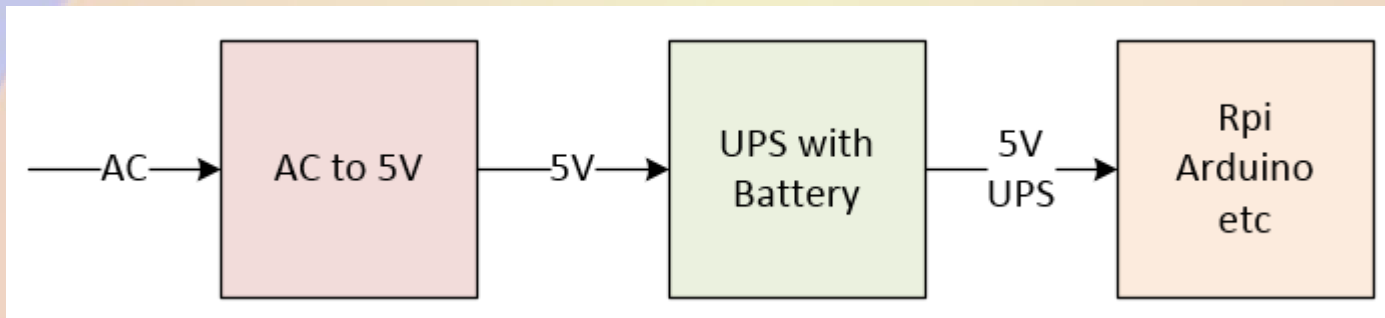 AC
AC to 5V
5V
UPS with
Battery
5V
UPS
Rpi
Arduino
etc